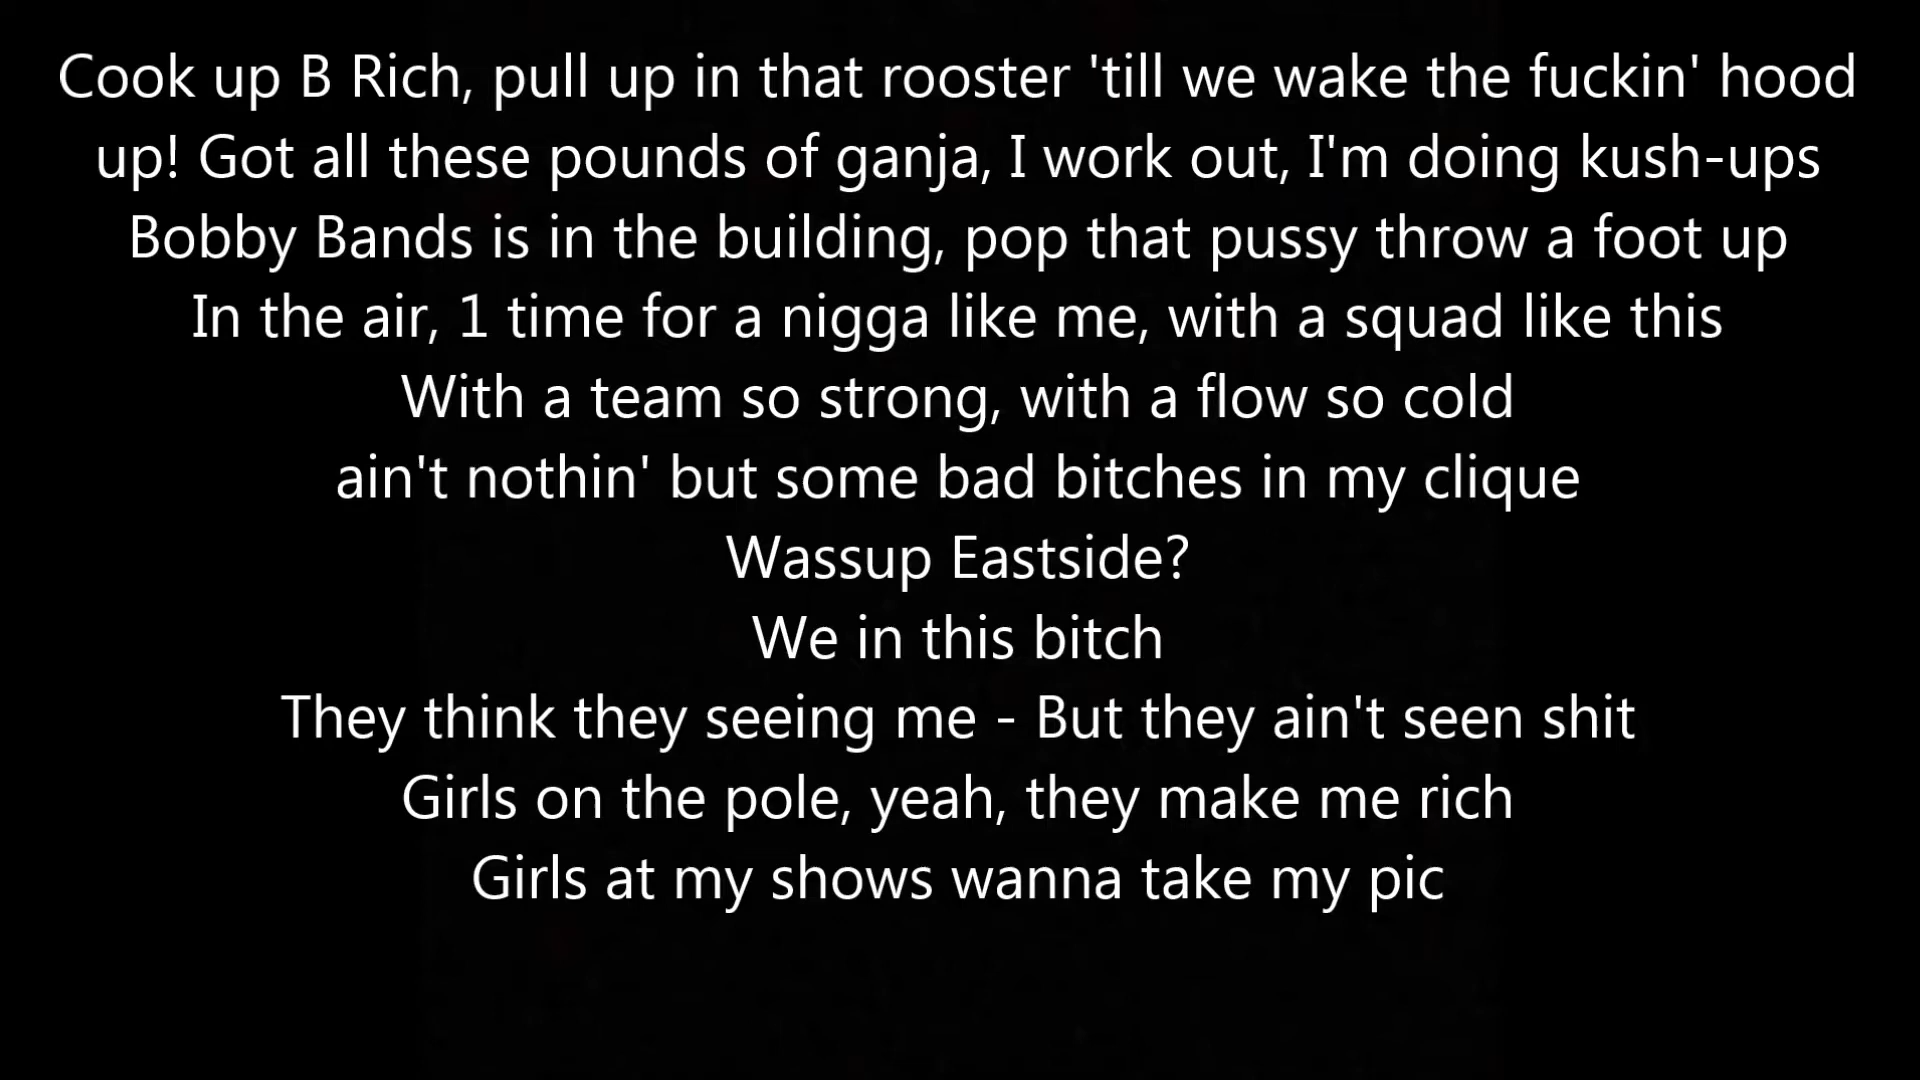 Cook up B Rich, pull up in that rooster 'till we wake the fuckin' hood
up! Got all these pounds of ganja, I work out, I'm doing kush-ups
Bobby Bands is in the building, pop that pussy throw a foot up
In the air, 1 time for a nigga like me, with a squad like this
With a team so strong, with a flow so cold
ain't nothin' but some bad bitches in my clique
Wassup Eastside?
We in this bitch
They think they seeing me - But they ain't seen shit
Girls on the pole, yeah, they make me rich
Girls at my shows wanna take my pic